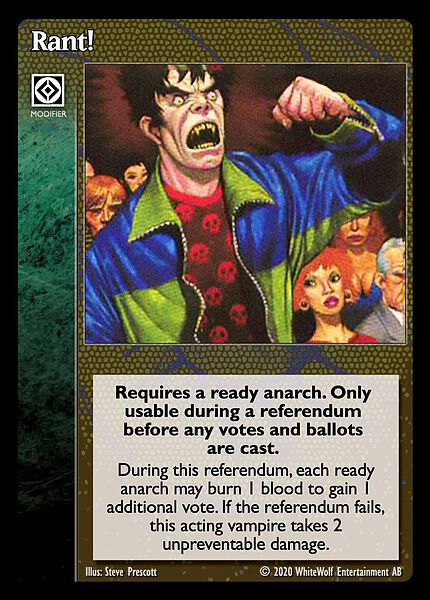 Rant!
MODIFIER
Requires a ready anarch. Only
usable during a referendum
before any votes and ballots
are cast.
During this referendum, each ready
anarch may burn 1 blood to gain 1
additional vote. If the referendum fails,
this acting vampire takes 2
unpreventable damage.
Illus: Steve Prescott © 2020 WhiteWolf Entertainment AB